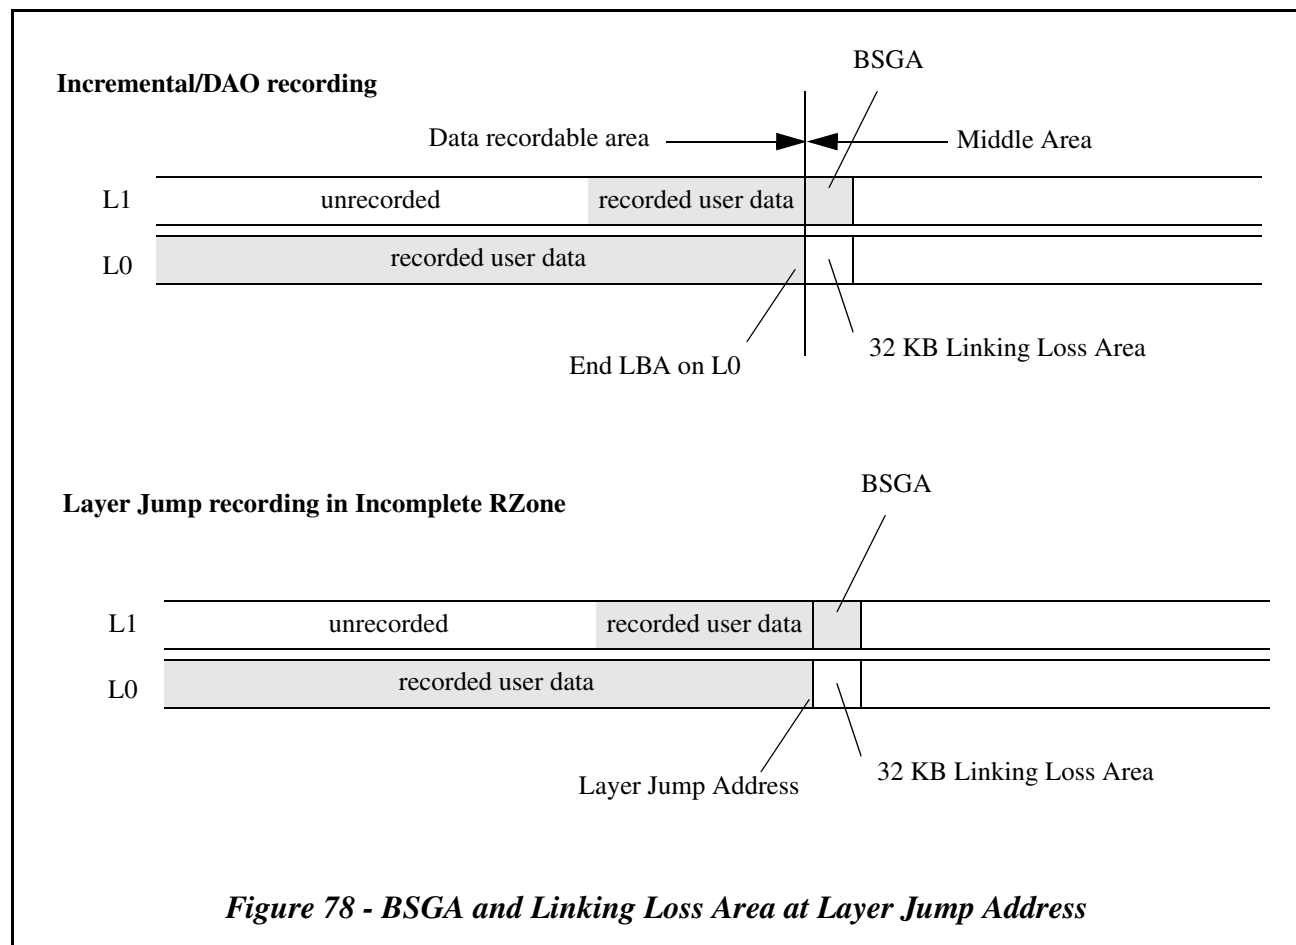 BSGA
Incremental/DAO recording
Data recordable area
Middle Area
L1
unrecorded
recorded user data
L0
recorded user data
32 KB Linking Loss Area
End LBA on L0
BSGA
Layer Jump recording in Incomplete RZone
L1
unrecorded
recorded user data
L0
recorded user data
32 KB Linking Loss Area
Layer Jump Address
Figure 78 - BSGA and Linking Loss Area at Layer Jump Address